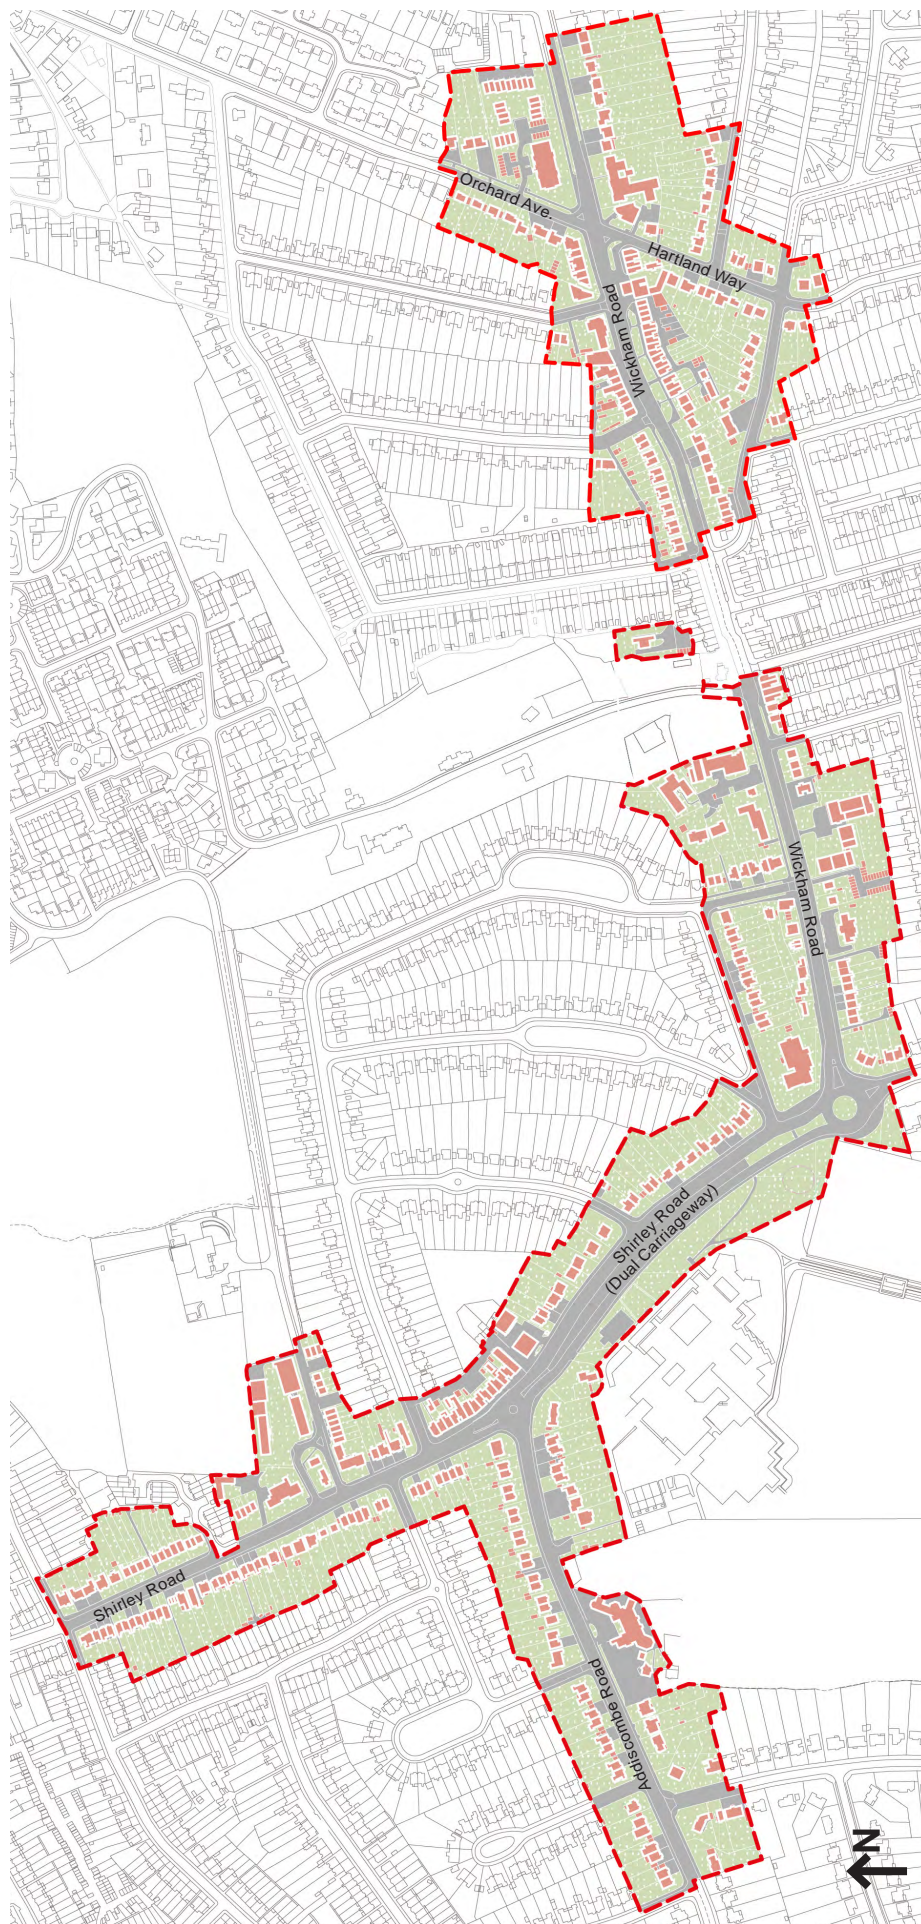 Orchard Ave.
Hartland Way
Wickham Road
Wickham Road
Shirley Road
(Dual Carriageway)
Shirley Road
Addiscombe Road
N